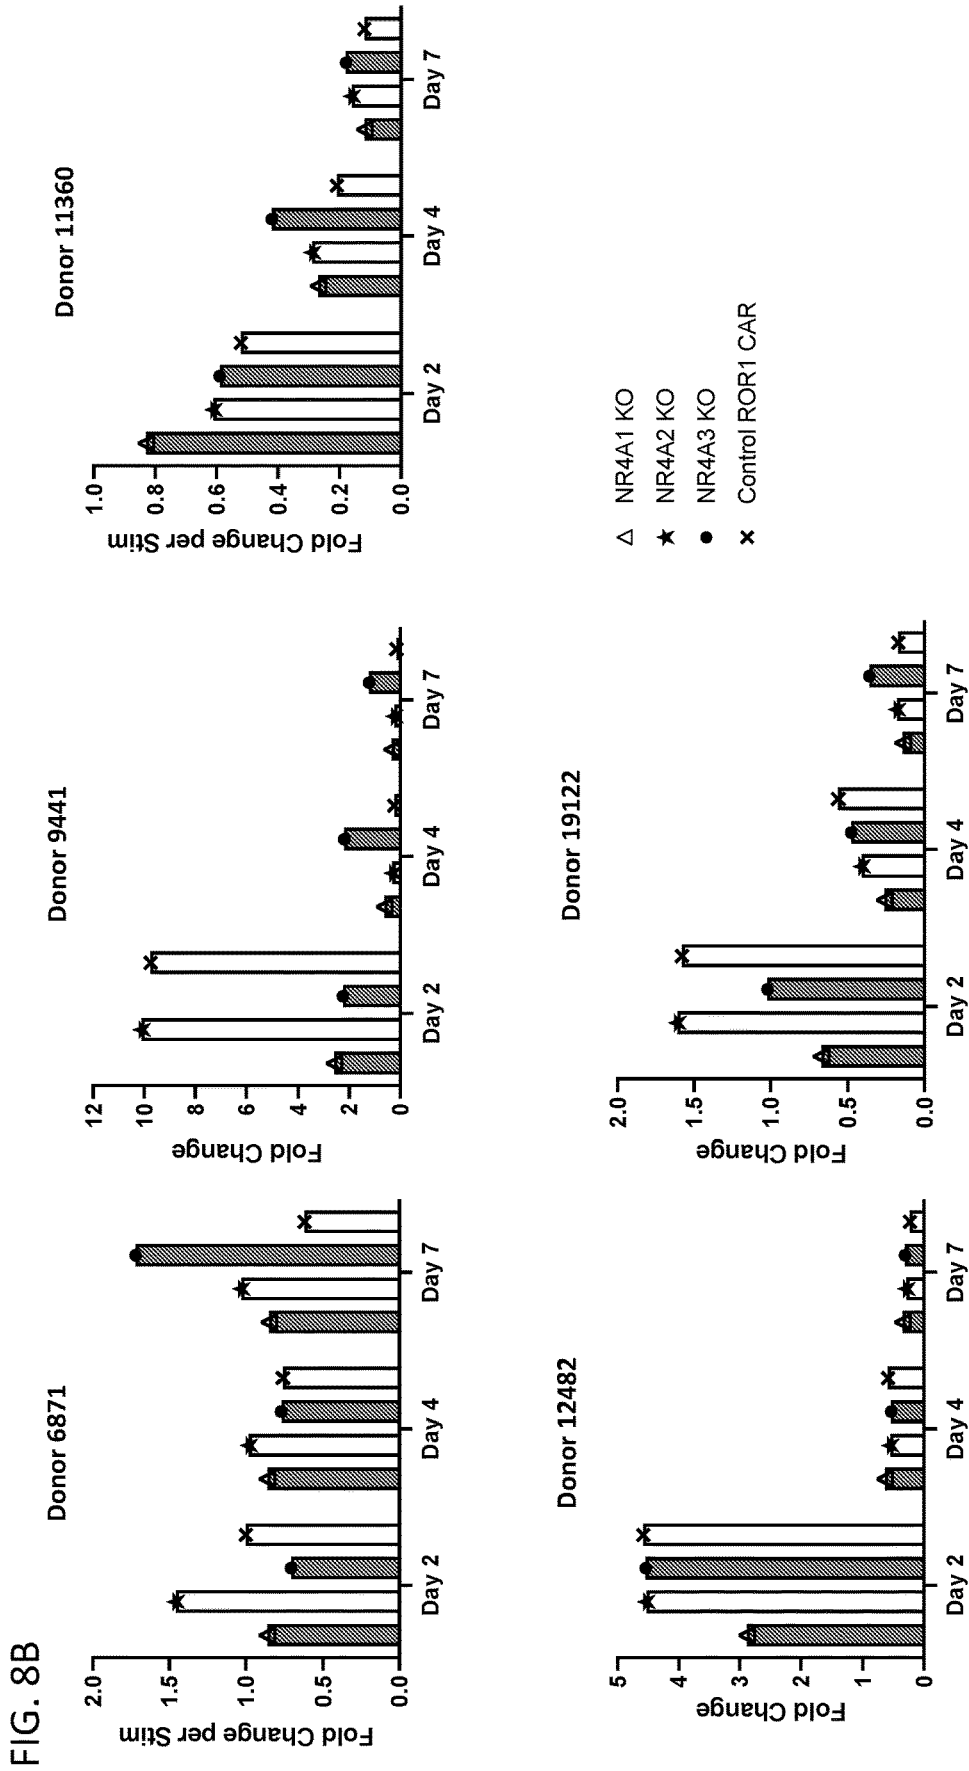 FIG. 8B
Donor 6871
Fold Change per Stim
2.0
1.5
1.0
0.5
0.0
Day 2
Day 4
Day 7
Donor 9441
Fold Change
12
10
8
6
4
2
0
Day 2
Day 4
Day 7
Donor 11360
Fold Change per Stim
1.0
0.8
0.6
0.4
0.2
0.0
Day 2
Day 4
Day 7
Donor 12482
Fold Change
5
4
3
2
1
0
Day 2
Day 4
Day 7
Donor 19122
Fold Change
2.0
1.5
1.0
0.5
0.0
Day 2
Day 4
Day 7
NR4A1 KO
NR4A2 KO
NR4A3 KO
Control ROR1 CAR